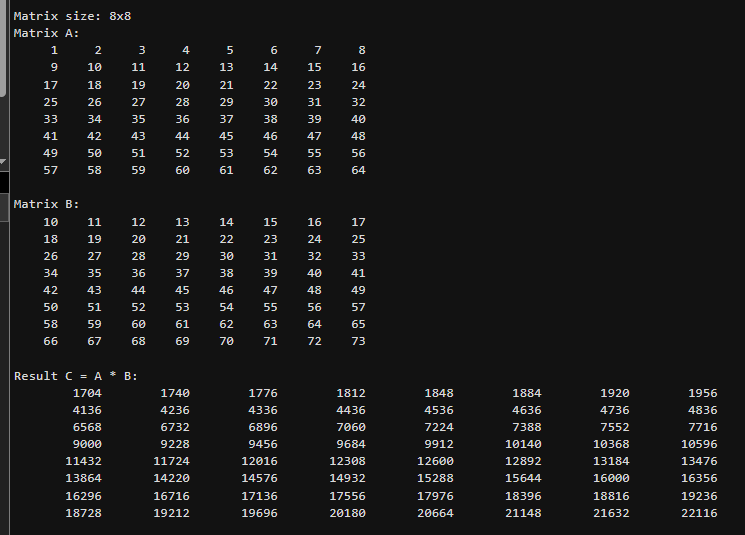 Matrix size: 8x8
Matrix A:
1 2 3 4 5 6 7 8
9 10 11 12 13 14 15 16
17 18 19 20 21 22 23 24
25 26 27 28 29 30 31 32
33 34 35 36 37 38 39 40
41 42 43 44 45 46 47 48
49 50 51 52 53 54 55 56
57 58 59 60 61 62 63 64
Matrix B:
10 11 12 13 14 15 16 17
18 19 20 21 22 23 24 25
26 27 28 29 30 31 32 33
34 35 36 37 38 39 40 41
42 43 44 45 46 47 48 49
50 51 52 53 54 55 56 57
58 59 60 61 62 63 64 65
66 67 68 69 70 71 72 73
Result C = A * B:
1704 1740 1776 1812 1848 1884 1920 1956
4136 4236 4336 4436 4536 4636 4736 4836
6568 6732 6896 7060 7224 7388 7552 7716
9000 9228 9456 9684 9912 10140 10368 10596
11432 11724 12016 12308 12600 12892 13184 13476
13864 14220 14576 14932 15288 15644 16000 16356
16296 16716 17136 17556 17976 18396 18816 19236
18728 19212 19696 20180 20664 21148 21632 22116